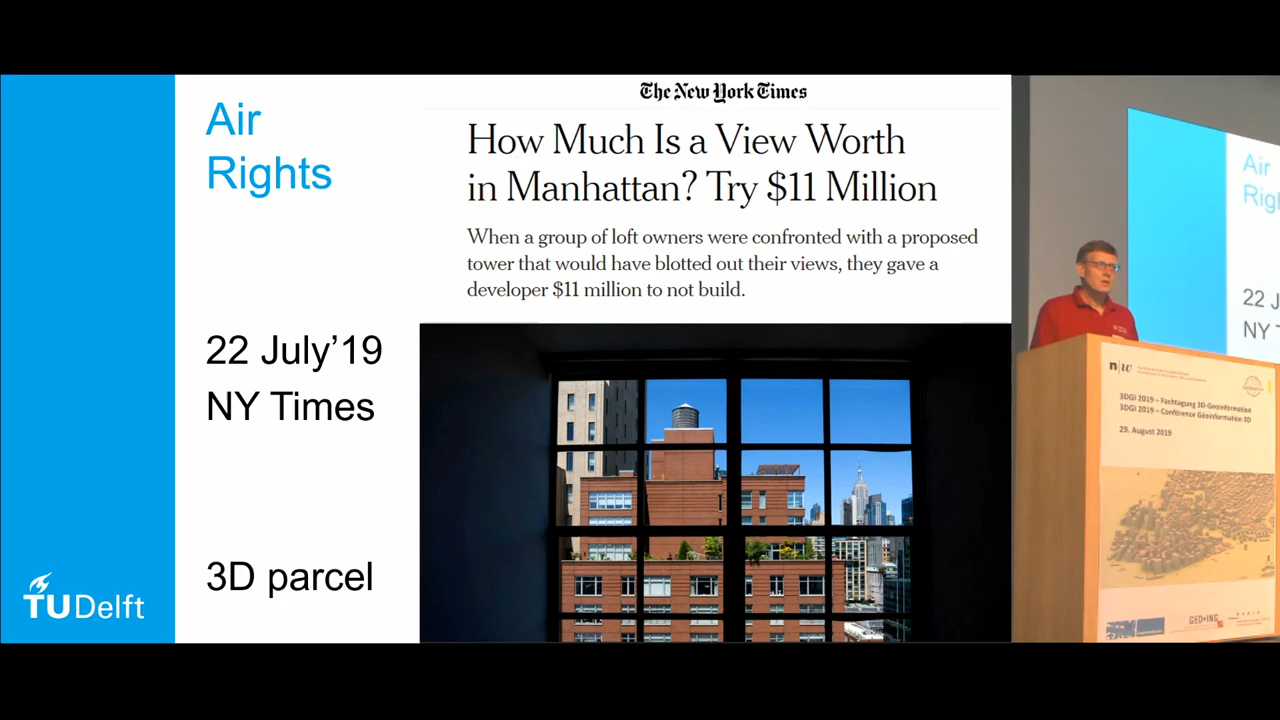 Air
Rights
22 July’19
NY Times
3D parcel
TUDelft
The New York Times
How Much Is a View Worth
in Manhattan? Try $11 Million
When a group of loft owners were confronted with a proposed
tower that would have blotted out their views, they gave a
developer $11 million to not build.
Air
Rig
22 J
NY T
n|w
3DGI 2019 – Fachtagung 3D-Geoinformation
3DGI 2019 – Conférence Géoinformation 3D
29. August 2019
GEO+ING